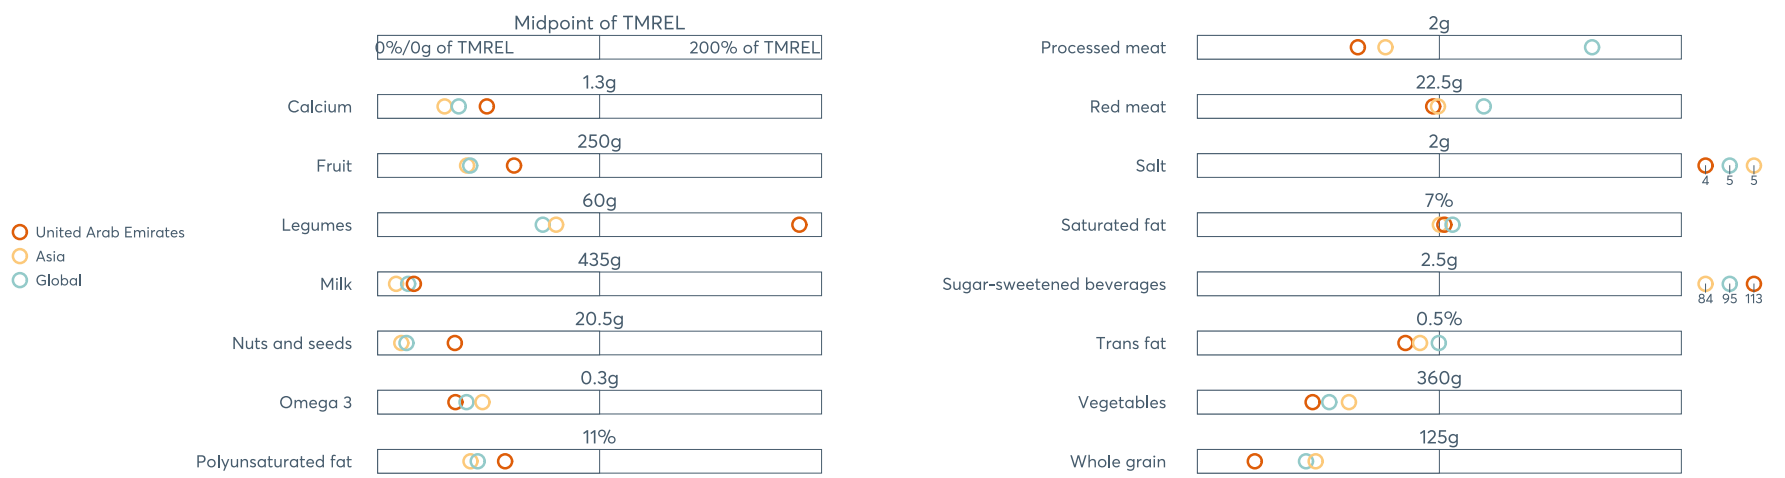 Midpoint of TMREL
0%/0g of TMREL 200% of TMREL
1.3g
Calcium
250g
Fruit
60g
Legumes
435g
Milk
20.5g
Nuts and seeds
0.3g
Omega 3
11%
Polyunsaturated fat
United Arab Emirates
Asia
Global
2g
Processed meat
22.5g
Red meat
2g
Salt
4 5 5
7%
Saturated fat
2.5g
Sugar-sweetened beverages
84 95 113
0.5%
Trans fat
360g
Vegetables
125g
Whole grain